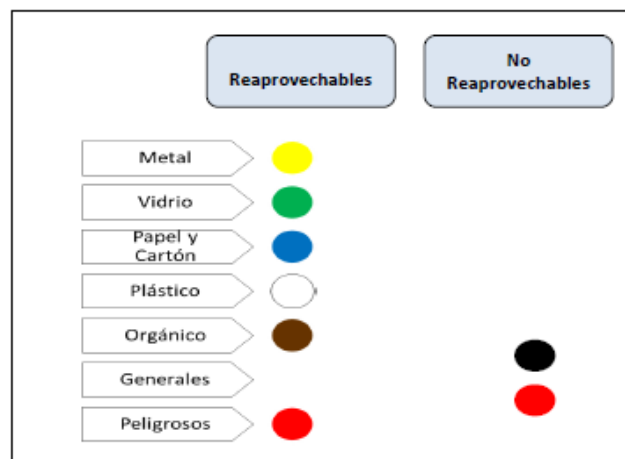 Reaprovechables
No
Reaprovechables
Metal
Vidrio
Papel y
Cartón
Plástico
Orgánico
Generales
Peligrosos